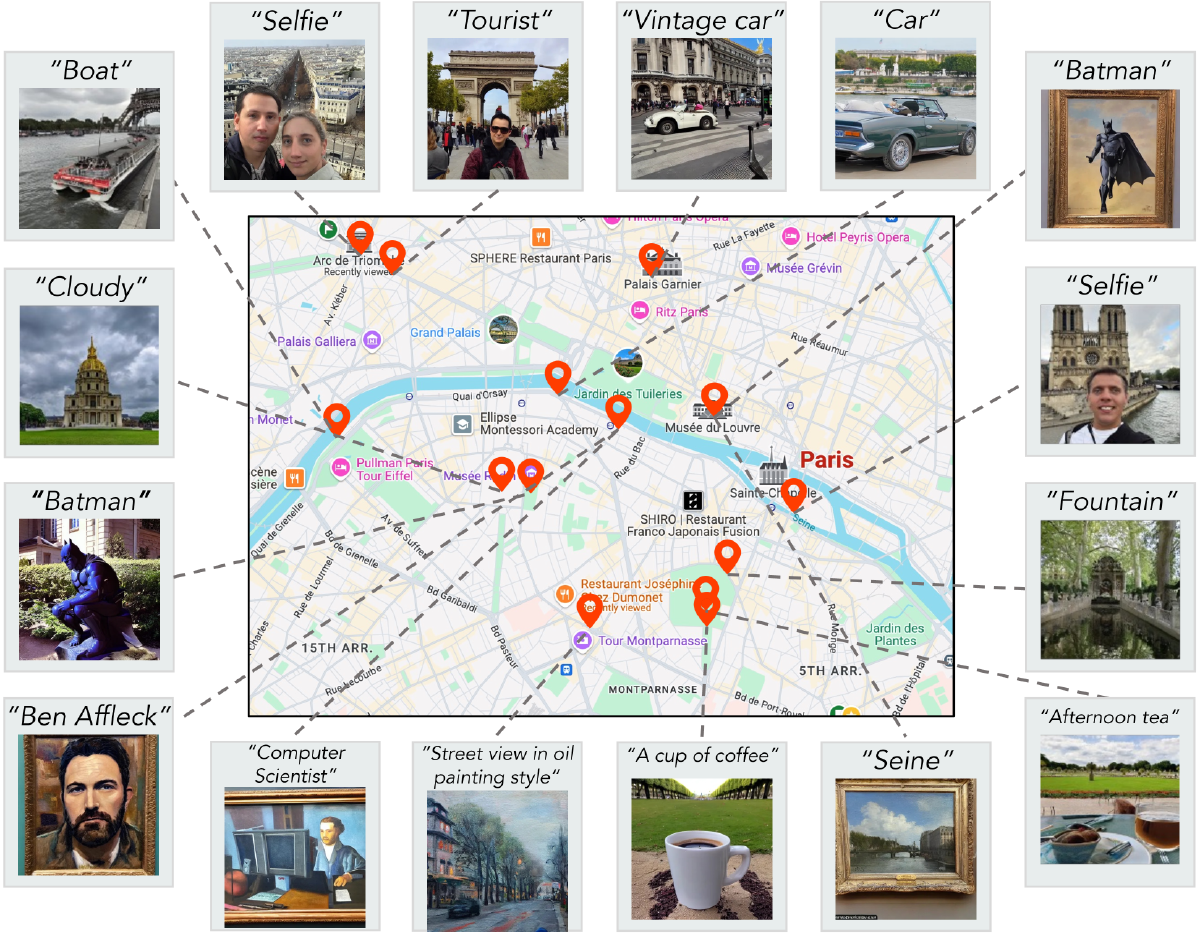 “Selfie”
“Tourist”
“Vintage car”
“Car”
“Boat”
“Batman”
“Cloudy”
“Selfie”
“Batman”
“Fountain”
“Ben Affleck”
“Computer
Scientist”
“Street view in oil
painting style“
“A cup of coffee”
“Seine”
“Afternoon tea”
Hilton Paris Opera
Rue La Fayette
Hotel Peyris Opera
Arc de Triom
Recently viewed
SPHERE Restaurant Paris
Musée Grévin
Palais Garnier
Av. Kléber
Ritz Paris
Grand Palais
Palais Galliera
Rue Réaumur
Quai d'Orsay
Jardin des Tuileries
n Monet
Ellipse
Montessori Academy
Musée du Louvre
Rue du Bac
Paris
Pullman Paris
Tour Eiffel
cène
sière
Musée R
Sainte-Chapelle
Seine
SHIRO | Restaurant
Franco Japonais Fusion
Quai de Grenelle
Av. de Suffren
Bd de Grenelle
Rue de Lourmel
Restaurant Joséphin
Chez Dumonet
Recently viewed
Bd Garibaldi
Charles
Bd Pasteur
Tour Montparnasse
Rue Monge
Jardin des
Plantes
15TH ARR.
5TH ARR.
Rue Lecourbe
MONTPARNASSE
Bd de Port-Royal
Bd de l'Hôpital